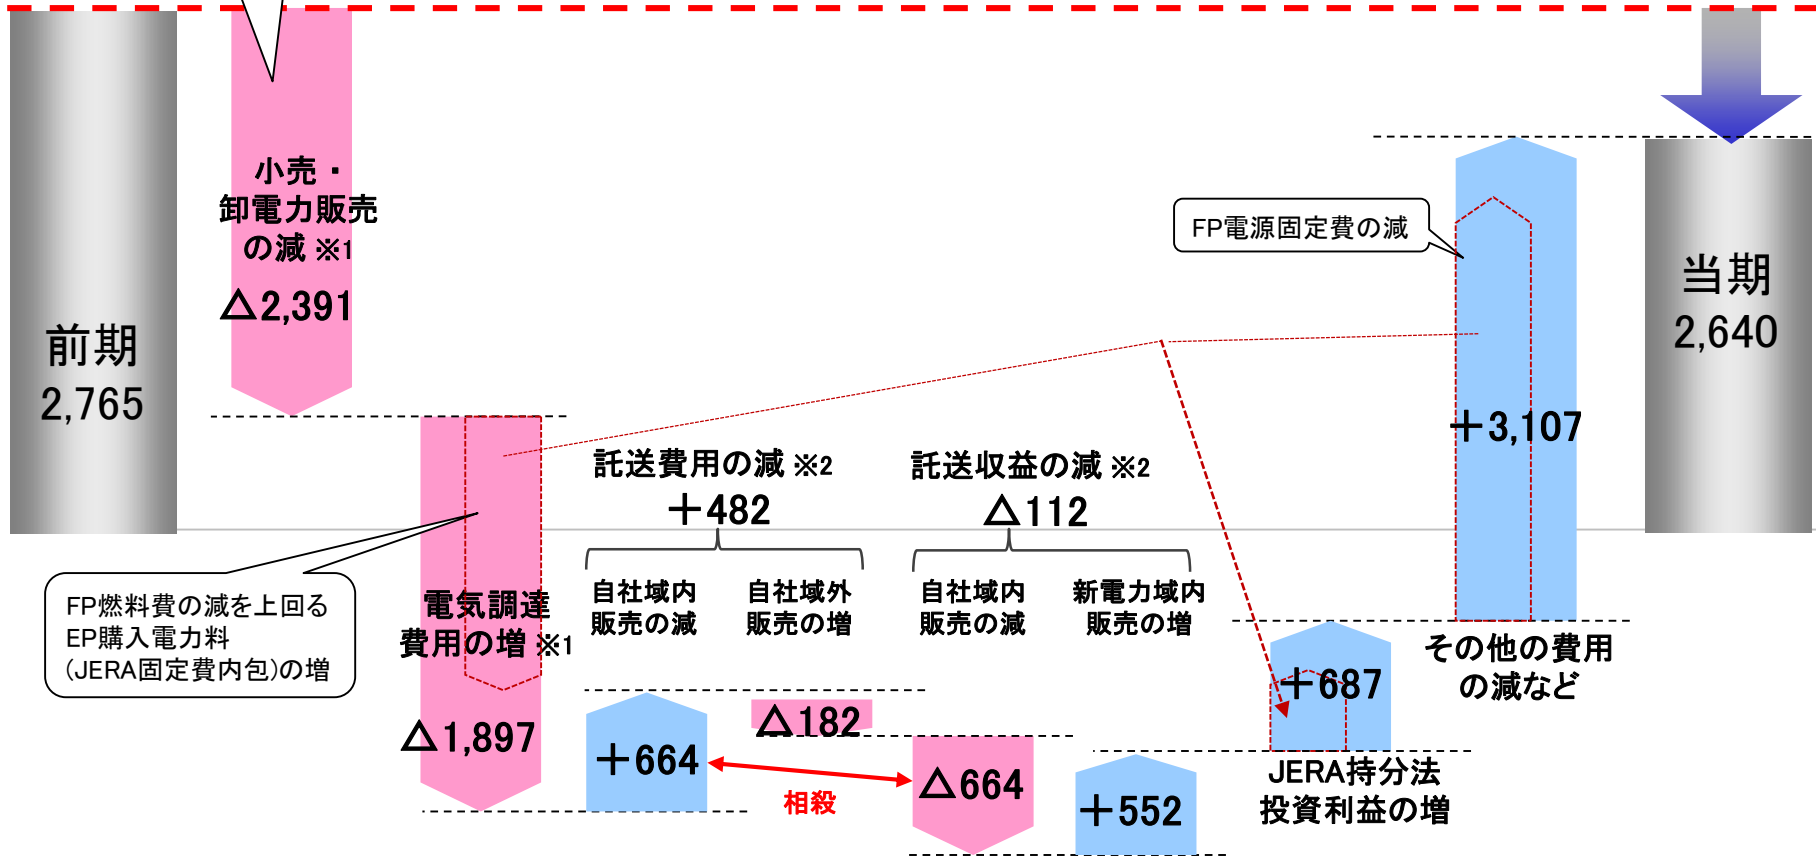 前期
2,765
小売・
卸電力販売
の減 ※1
△2,391
FP燃料費の減を上回る
EP購入電力料
(JERA固定費内包)の増
電気調達
費用の増 ※1
△1,897
託送費用の減 ※2
＋482
自社域内
販売の減
自社域外
販売の増
＋664
△182
相殺
託送収益の減 ※2
△112
自社域内
販売の減
新電力域内
販売の増
△664
＋552
＋687
JERA持分法
投資利益の増
FP電源固定費の減
＋3,107
その他の費用
の減など
当期
2,640